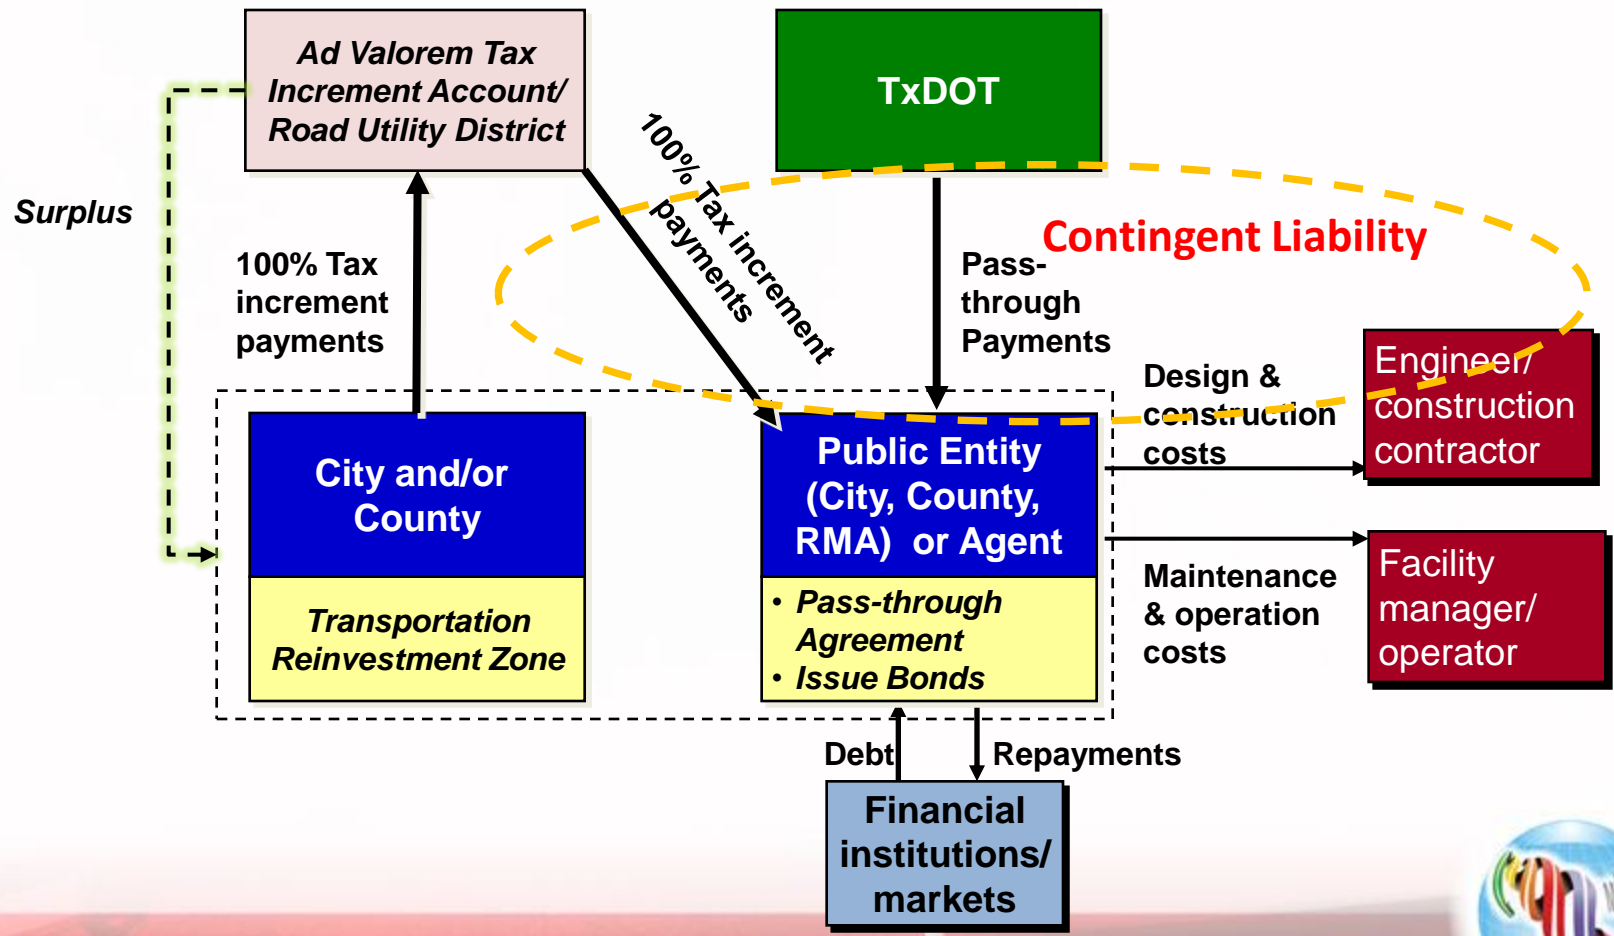 Ad Valorem Tax
Increment Account/
Road Utility District
TxDOT
Surplus
100% Tax
increment
payments
100% Tax increment
payments
Contingent Liability
Pass-
through
Payments
Design &
construction
costs
Engineer/
construction
contractor
City and/or
County
Public Entity
(City, County,
RMA) or Agent
Transportation
Reinvestment Zone
• Pass-through
Agreement
• Issue Bonds
Maintenance
& operation
costs
Facility
manager/
operator
Debt
Repayments
Financial
institutions/
markets